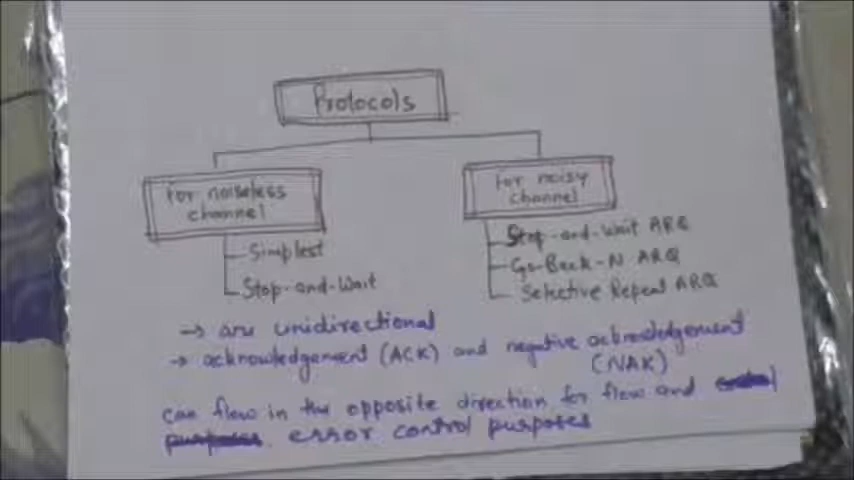 Protocols
for noiseless
channel
for noisy
channel
Simplest
Stop-and-Wait
Stop-and-Wait ARQ
Go-Back-N ARQ
Selective Repeat ARQ
→ are unidirectional
→ acknowledgement (ACK) and negative acknowledgement
(NAK)
can flow in the opposite direction for flow and
error control purposes